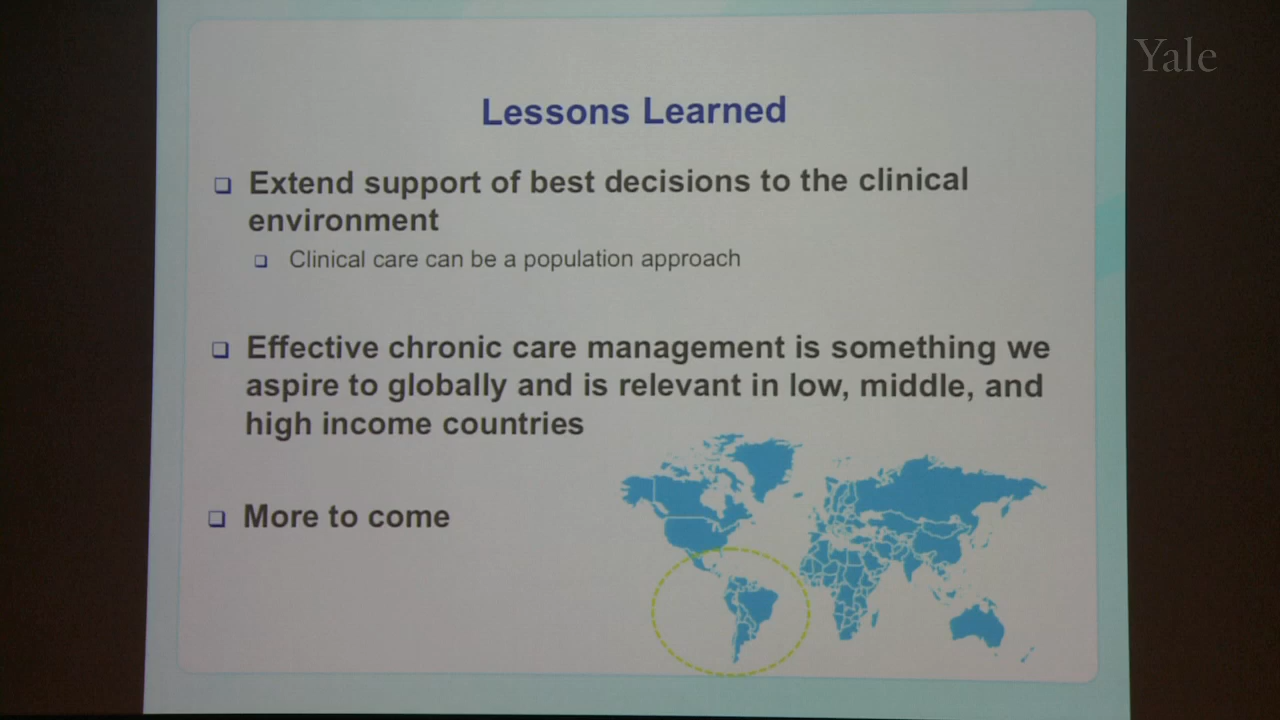 Yale
Lessons Learned
Extend support of best decisions to the clinical
environment
Clinical care can be a population approach
Effective chronic care management is something we
aspire to globally and is relevant in low, middle, and
high income countries
More to come